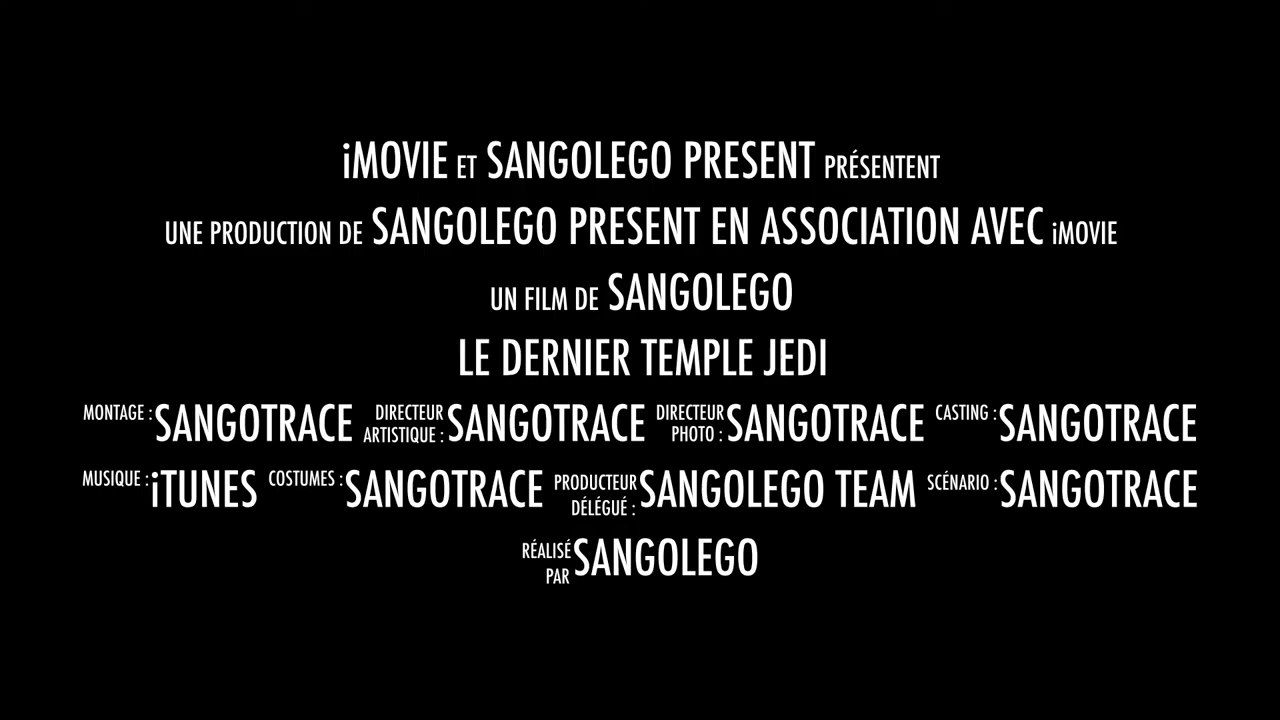 iMOVIE ET SANGOLEGO PRESENT PRÉSENTENT
UNE PRODUCTION DE SANGOLEGO PRESENT EN ASSOCIATION AVEC iMOVIE
UN FILM DE SANGOLEGO
LE DERNIER TEMPLE JEDI
MONTAGE : SANGOTRACE DIRECTEUR ARTISTIQUE : SANGOTRACE DIRECTEUR PHOTO : SANGOTRACE CASTING : SANGOTRACE
MUSIQUE : iTUNES COSTUMES : SANGOTRACE PRODUCTEUR DÉLÉGUÉ : SANGOLEGO TEAM SCÉNARIO : SANGOTRACE
RÉALISÉ PAR SANGOLEGO